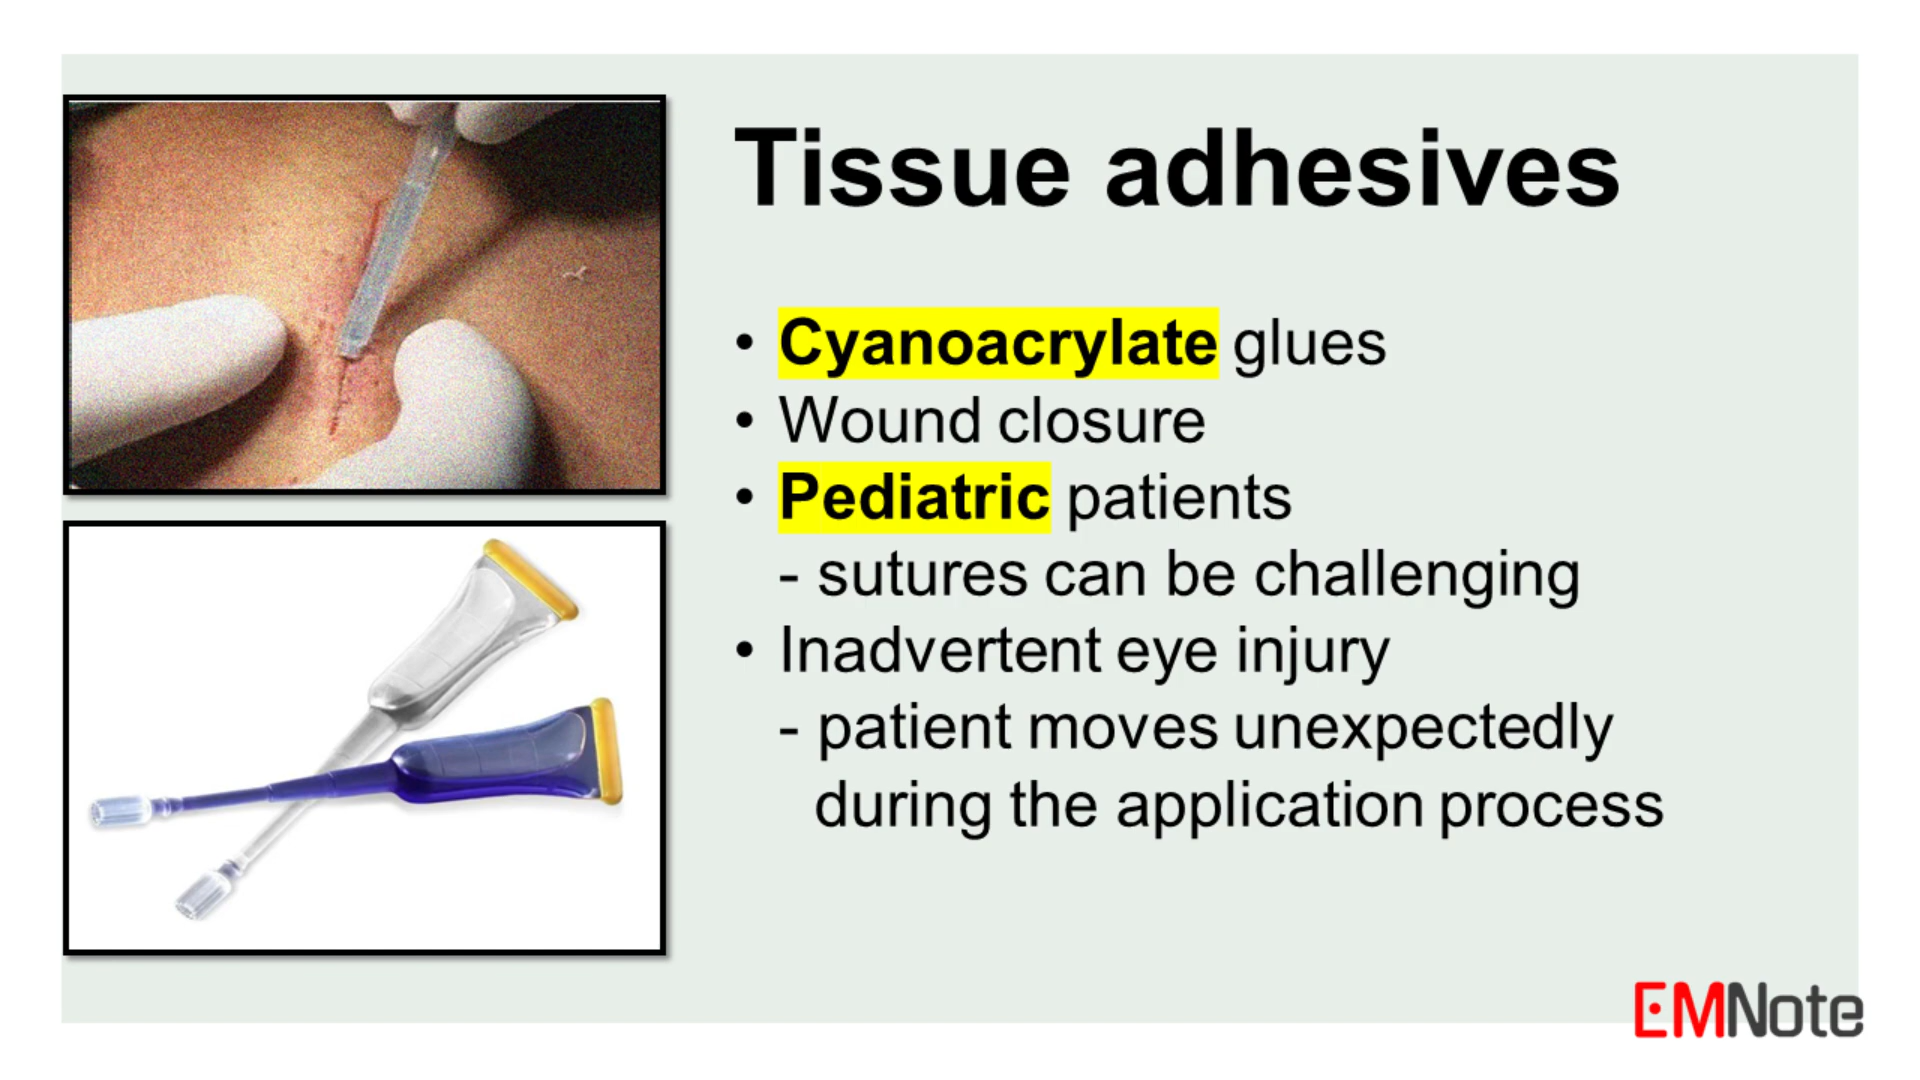 Tissue adhesives
• Cyanoacrylate glues
• Wound closure
• Pediatric patients
- sutures can be challenging
• Inadvertent eye injury
- patient moves unexpectedly
during the application process
EMNote